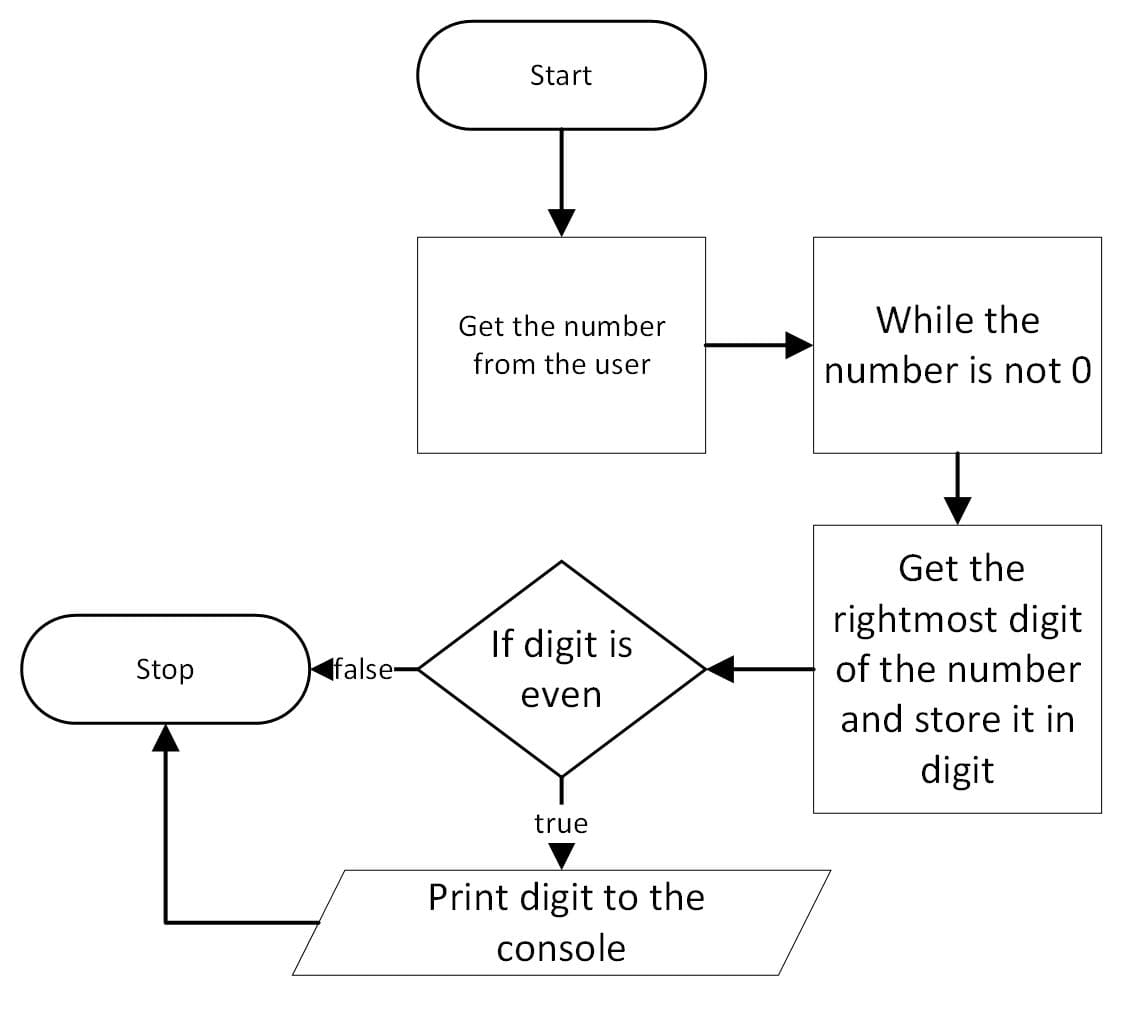 Start
Get the number
from the user
While the
number is not 0
Get the
rightmost digit
of the number
and store it in
digit
If digit is
even
false
Stop
true
Print digit to the
console